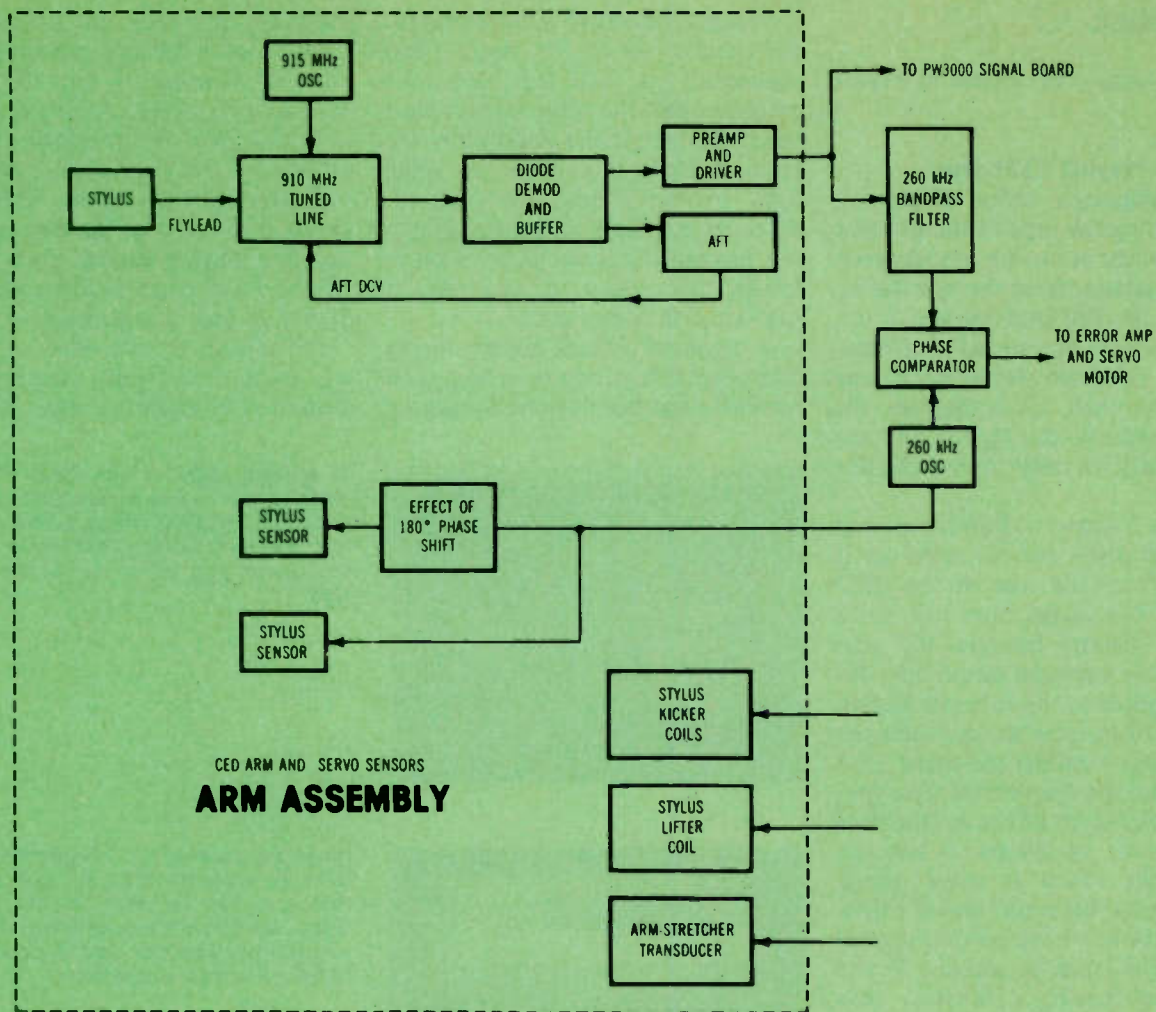 915 MHz
OSC
TO PW3000 SIGNAL BOARD
PREAMP
AND
DRIVER
STYLUS
FLYLEAD
910 MHz
TUNED
LINE
DIODE
DEMOD
AND
BUFFER
260 kHz
BANDPASS
FILTER
AFT
AFT DCV
PHASE
COMPARATOR
TO ERROR AMP
AND SERVO
MOTOR
260 kHz
OSC
STYLUS
SENSOR
EFFECT OF
180° PHASE
SHIFT
STYLUS
SENSOR
STYLUS
KICKER
COILS
CED ARM AND SERVO SENSORS
ARM ASSEMBLY
STYLUS
LIFTER
COIL
ARM-STRETCHER
TRANSDUCER